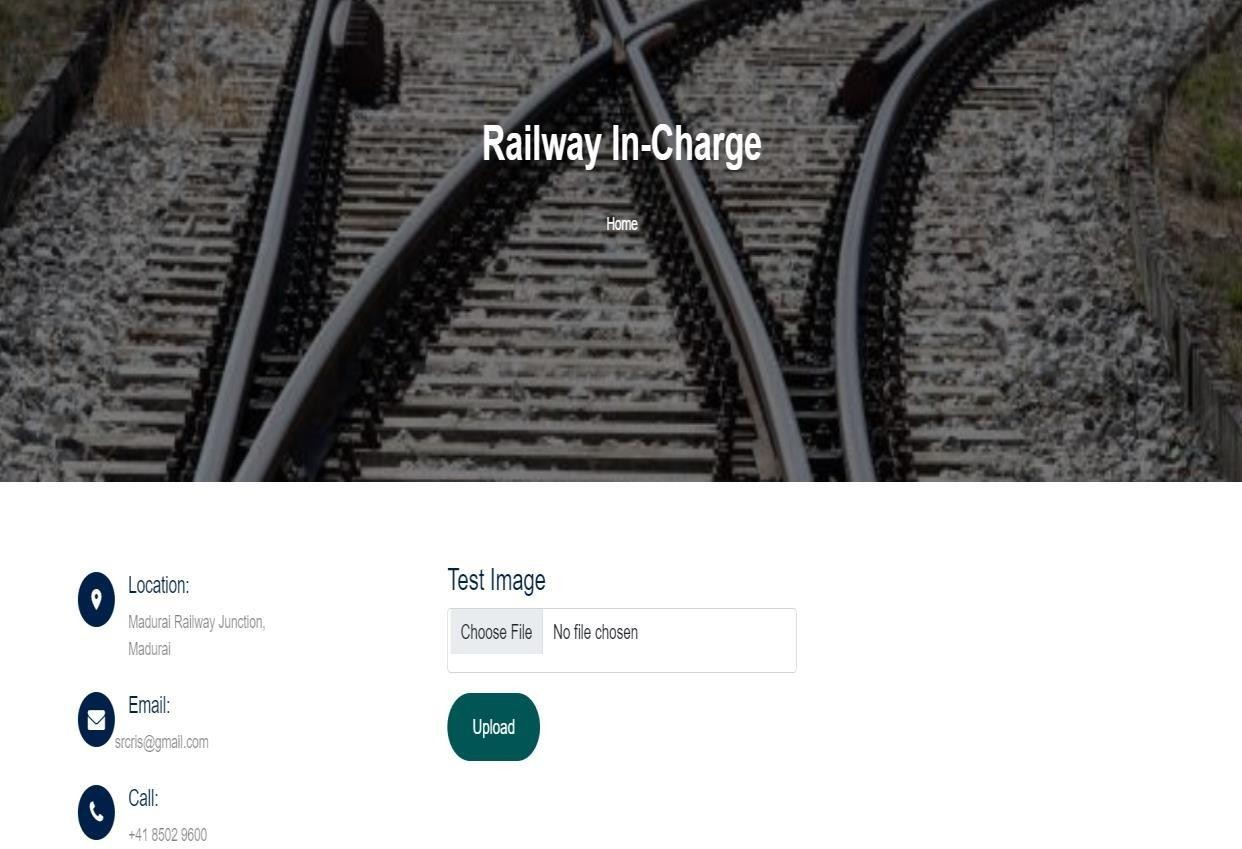 Railway In-Charge
Home
Location:
Madurai Railway Junction,
Madurai
Email:
srcris@gmail.com
Call:
+41 8502 9600
Test Image
Choose File No file chosen
Upload